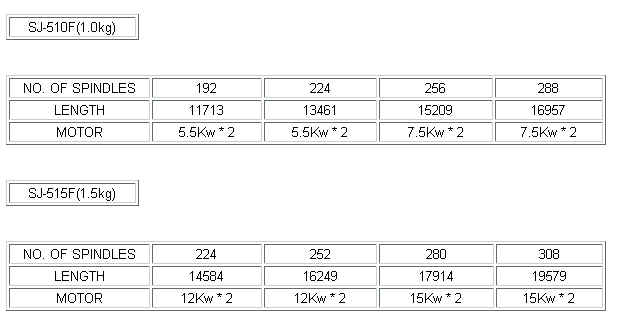 SJ-510F(1.0kg)
NO. OF SPINDLES 192 224 256 288
LENGTH 11713 13461 15209 16957
MOTOR 5.5Kw * 2 5.5Kw * 2 7.5Kw * 2 7.5Kw * 2
SJ-515F(1.5kg)
NO. OF SPINDLES 224 252 280 308
LENGTH 14584 16249 17914 19579
MOTOR 12Kw * 2 12Kw * 2 15Kw * 2 15Kw * 2